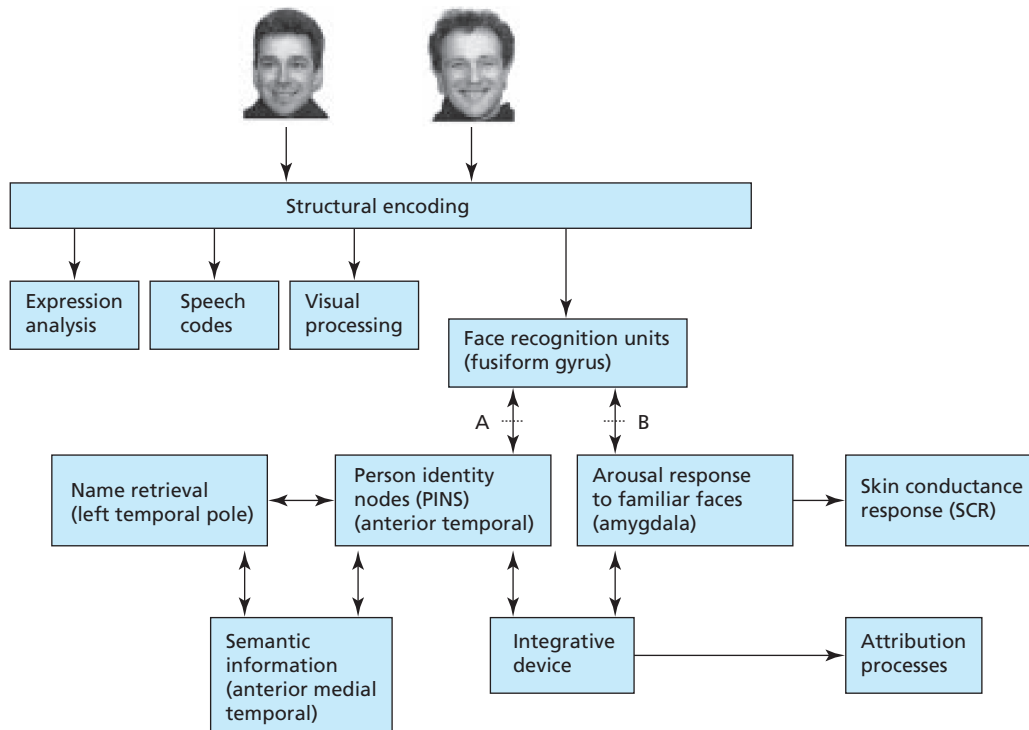 Structural encoding
Expression
analysis
Speech
codes
Visual
processing
Face recognition units
(fusiform gyrus)
A
B
Name retrieval
(left temporal pole)
Person identity
nodes (PINS)
(anterior temporal)
Arousal response
to familiar faces
(amygdala)
Skin conductance
response (SCR)
Semantic
information
(anterior medial
temporal)
Integrative
device
Attribution
processes